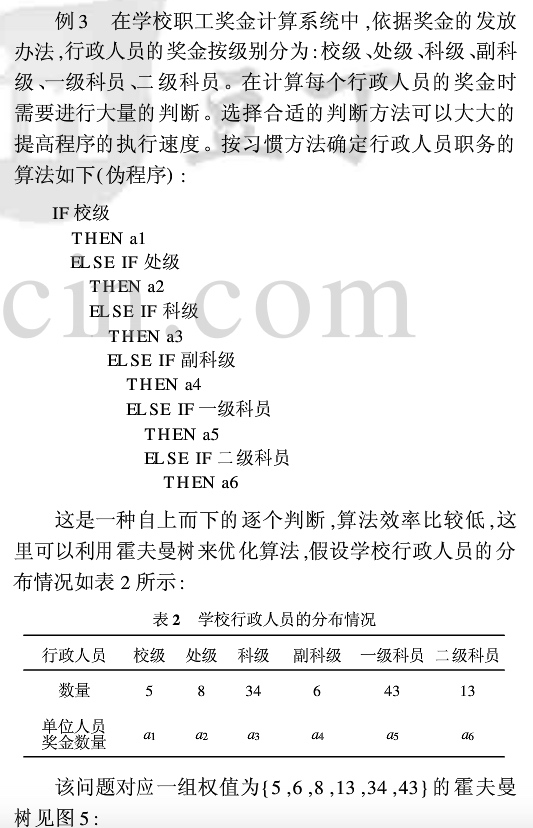 例 3 在学校职工奖金计算系统中 ,依据奖金的发放
办法 ,行政人员的奖金按级别分为 :校级 、处级 、科级 、副科
级 、一级科员 、二级科员 。在计算每个行政人员的奖金时
需要进行大量的判断 。选择合适的判断方法可以大大的
提高程序的执行速度 。按习惯方法确定行政人员职务的
算法如下 (伪程序) :
IF 校级
THEN a1
ELSE IF 处级
THEN a2
ELSE IF 科级
THEN a3
ELSE IF 副科级
THEN a4
ELSE IF 一级科员
THEN a5
ELSE IF 二级科员
THEN a6
cin.com
这是一种自上而下的逐个判断 ,算法效率比较低 ,这
里可以利用霍夫曼树来优化算法 ,假设学校行政人员的分
布情况如表 2 所示 :
表 2 学校行政人员的分布情况
行政人员 校级 处级 科级 副科级 一级科员 二级科员
数量 5 8 34 6 43 13
单位人员
奖金数量 a1 a2 a3 a4 a5 a6
该问题对应一组权值为{5 ,6 ,8 ,13 ,34 ,43} 的霍夫曼
树见图 5 :